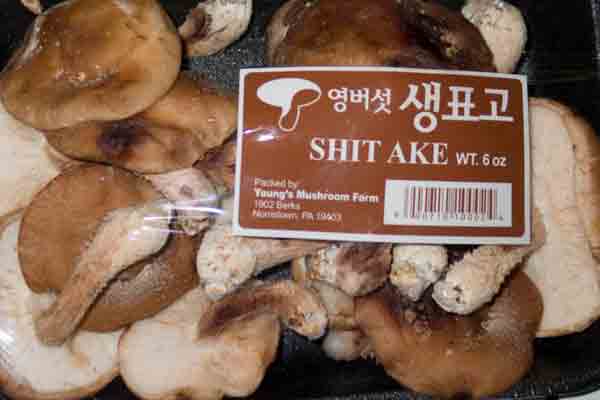 영버섯 생표고
SHIT AKE WT. 6 oz
Packed by:
Young's Mushroom Farm
1902 Berks
Norristown, PA 19403